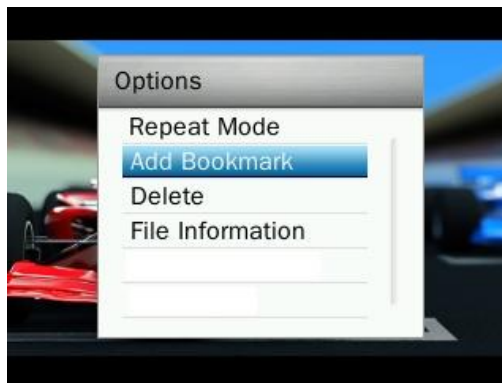 Options
Repeat Mode
Add Bookmark
Delete
File Information